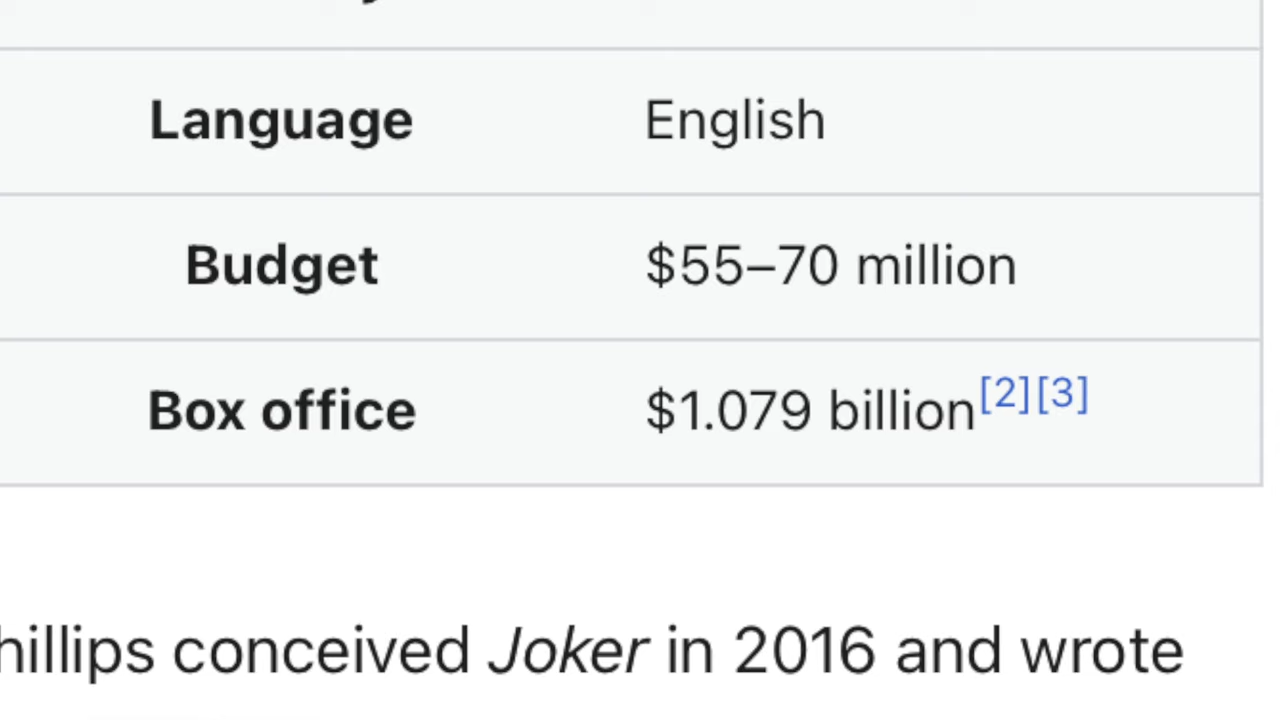 Language English
Budget $55–70 million
Box office $1.079 billion[2][3]
hillips conceived Joker in 2016 and wrote